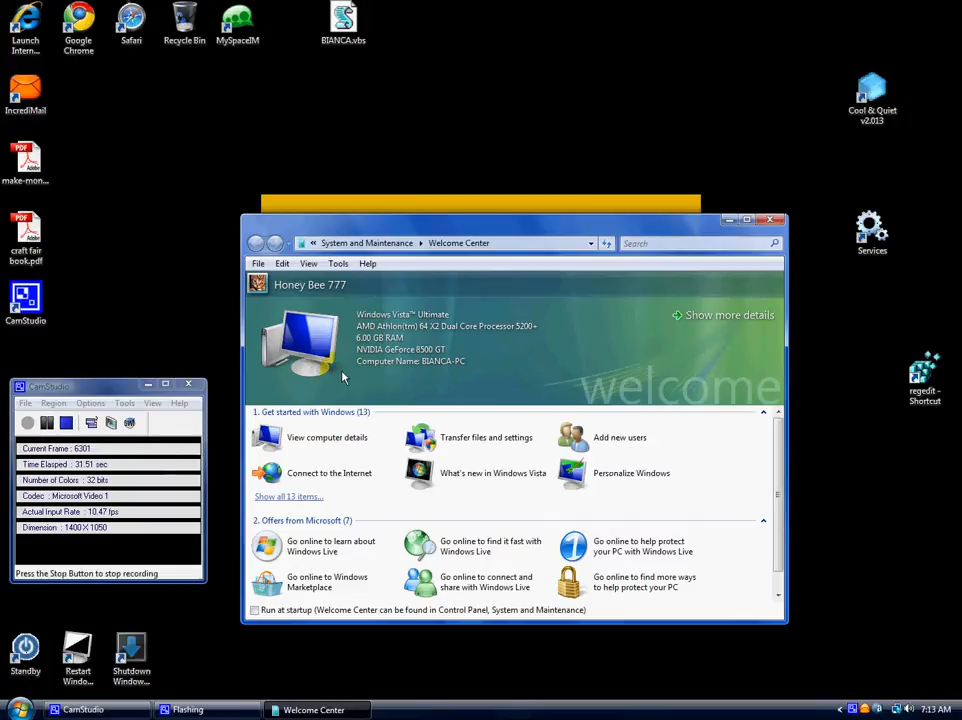 Launch
Intern...
Google
Chrome
Safari
Recycle Bin
MySpaceIM
BIANCA.vbs
IncrediMail
Cool & Quiet
v2.013
PDF
Adobe
make-mon...
PDF
Adobe
craft fair
book.pdf
Services
CamStudio
regedit -
Shortcut
System and Maintenance
Welcome Center
Search
File Edit View Tools Help
Honey Bee 777
Windows Vista™ Ultimate
AMD Athlon(tm) 64 X2 Dual Core Processor 5200+
6.00 GB RAM
NVIDIA GeForce 8500 GT
Computer Name: BIANCA-PC
Show more details
welcome
1. Get started with Windows (13)
View computer details
Transfer files and settings
Add new users
Connect to the Internet
What's new in Windows Vista
Personalize Windows
Show all 13 items...
2. Offers from Microsoft (7)
Go online to learn about
Windows Live
Go online to find it fast with
Windows Live
Go online to help protect
your PC with Windows Live
Go online to Windows
Marketplace
Go online to connect and
share with Windows Live
Go online to find more ways
to help protect your PC
Run at startup (Welcome Center can be found in Control Panel, System and Maintenance)
CamStudio
File Region Options Tools View Help
Current Frame : 6301
Time Elasped : 31.51 sec
Number of Colors : 32 bits
Codec : Microsoft Video 1
Actual Input Rate : 10.47 fps
Dimension : 1400 X 1050
Press the Stop Button to stop recording
Standby
Restart
Windo...
Shutdown
Window...
CamStudio
Flashing
Welcome Center
7:13 AM